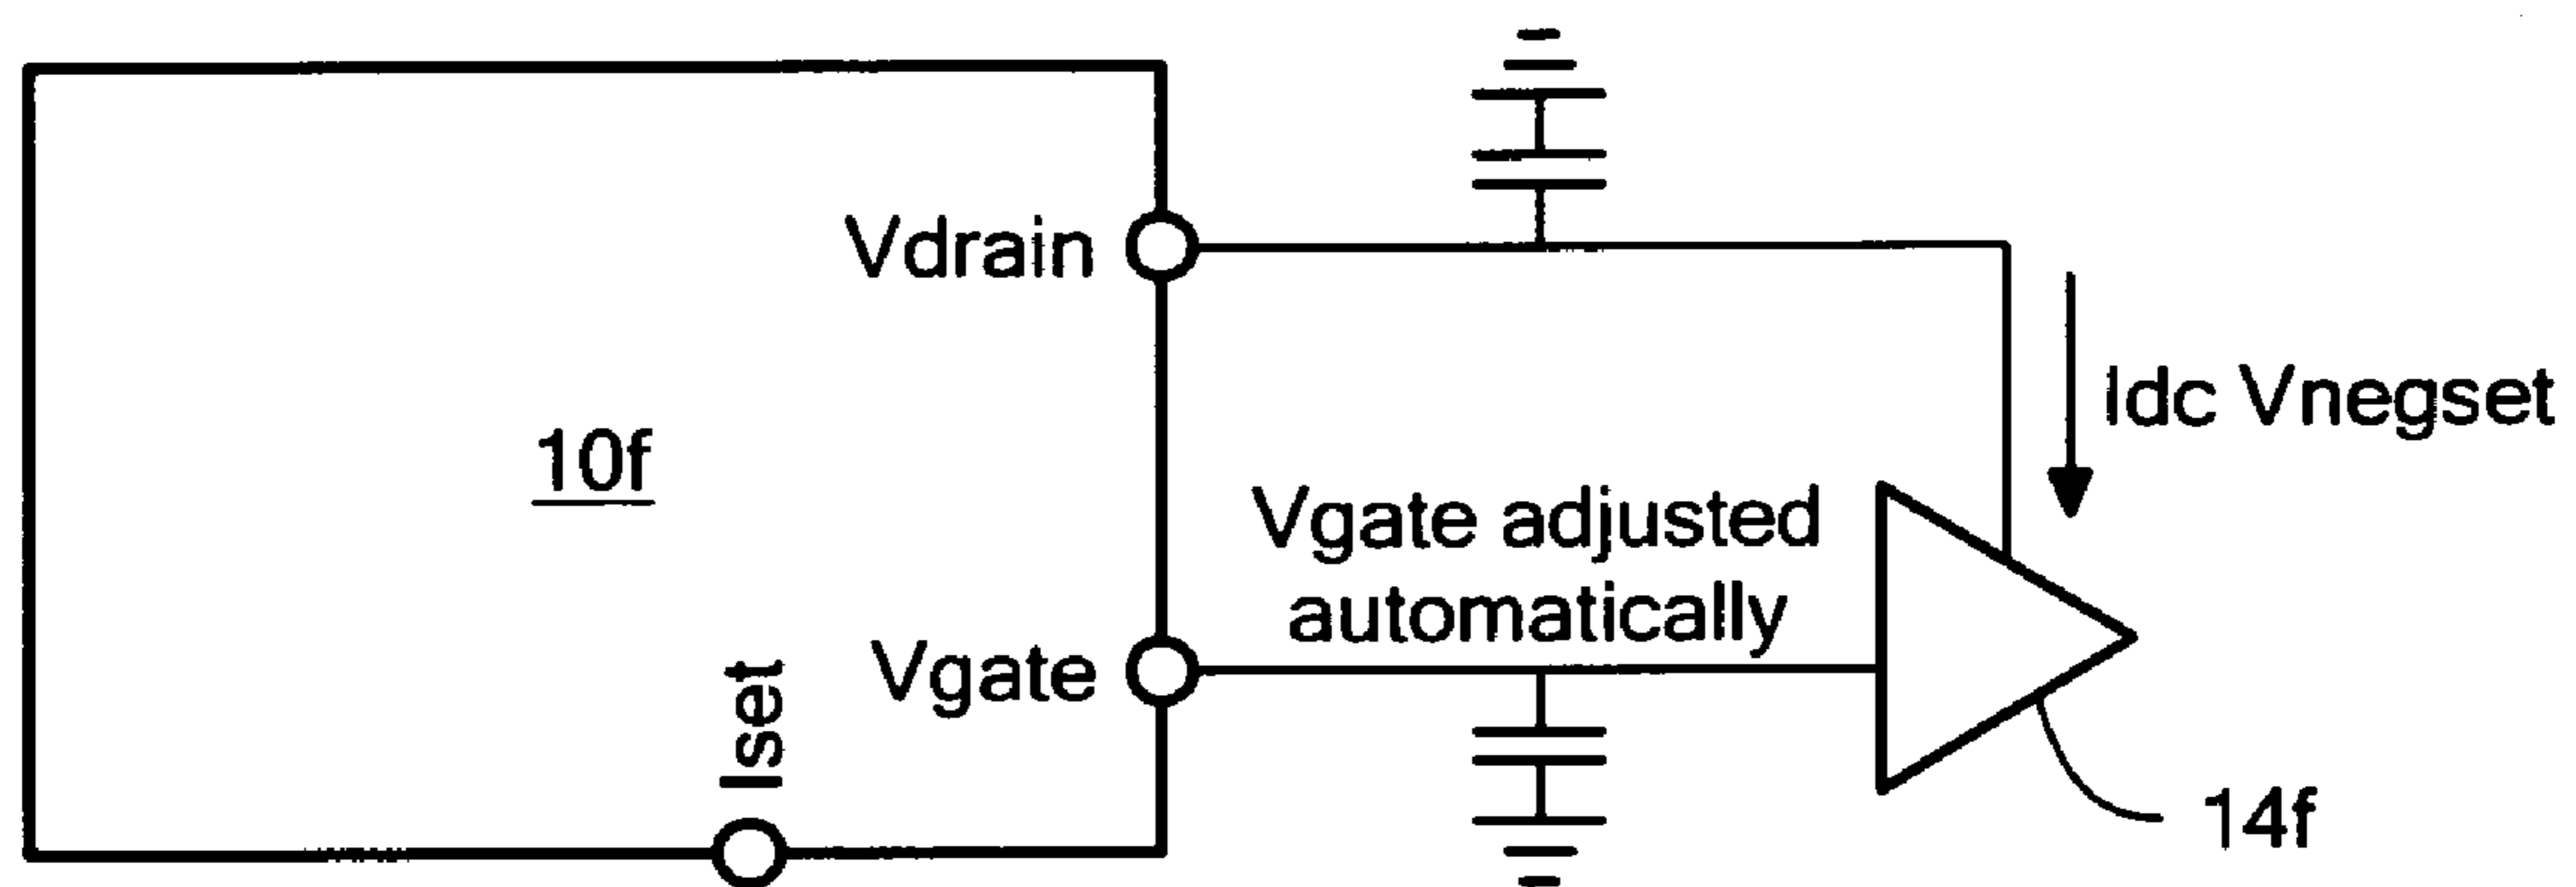 Vdrain
Idc Vnegset
10f
Vgate adjusted
automatically
Vgate
Iset
14f